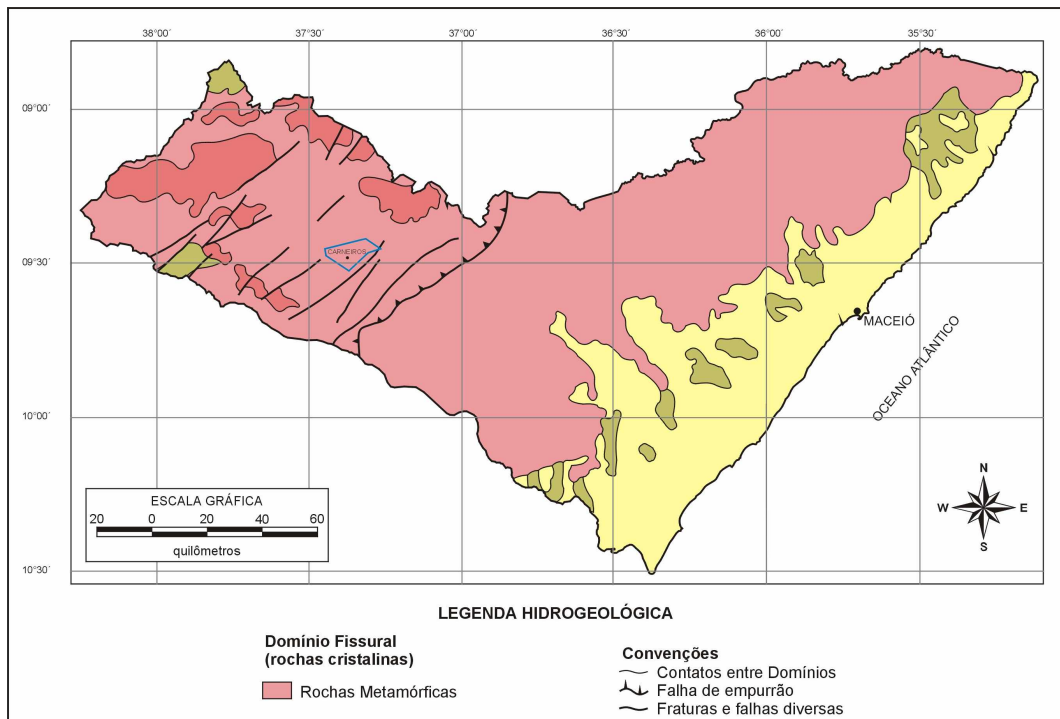 38°00´ 37°30´ 37°00´ 36°30´ 36°00´ 35°30´
09°00´
CARNEIROS
09°30´
MACEIÓ
OCEANO ATLÂNTICO
10°00´
ESCALA GRÁFICA
20 0 20 40 60
quilômetros
N
W E
S
10°30´
LEGENDA HIDROGEOLÓGICA
Domínio Fissural
(rochas cristalinas)
Rochas Metamórficas
Convenções
Contatos entre Domínios
Falha de empurrão
Fraturas e falhas diversas